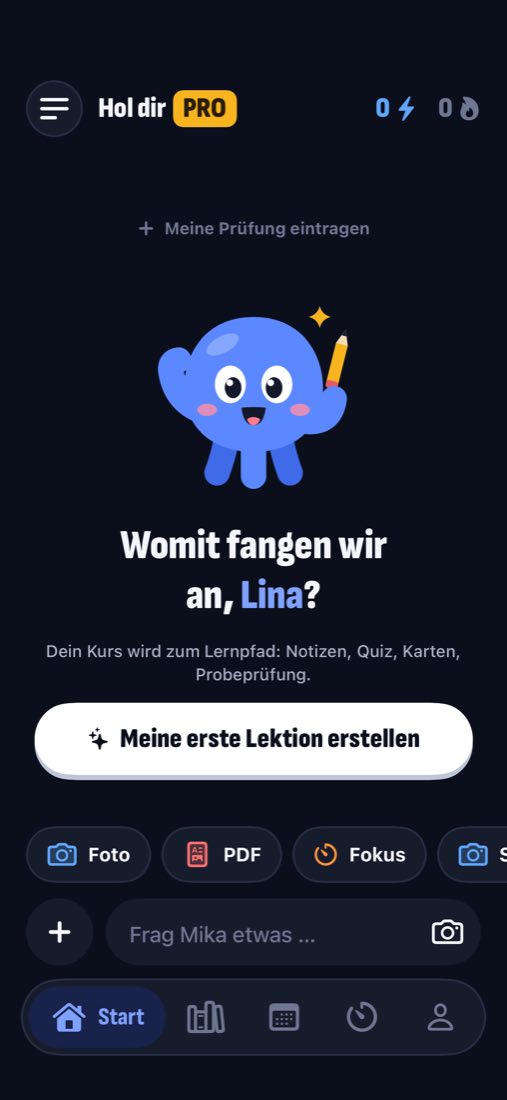 Hol dir PRO
0 0
+ Meine Prüfung eintragen
Womit fangen wir
an, Lina?
Dein Kurs wird zum Lernpfad: Notizen, Quiz, Karten,
Probeprüfung.
Meine erste Lektion erstellen
Foto PDF Fokus
Frag Mika etwas ...
Start